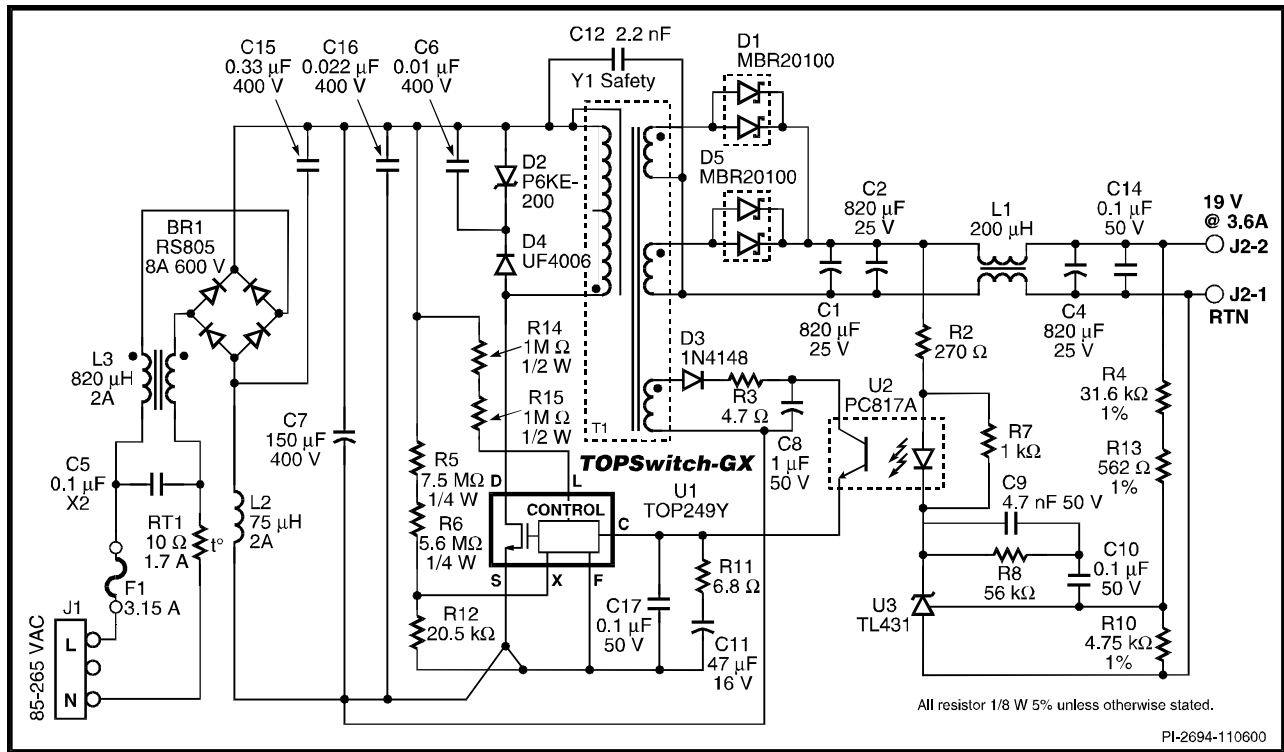 C12 2.2 nF
Y1 Safety
C15
0.33 µF
400 V
C16
0.022 µF
400 V
C6
0.01 µF
400 V
D1
MBR20100
D2
P6KE-
200
D5
MBR20100
C2
820 µF
25 V
L1
200 µH
C14
0.1 µF
50 V
19 V
@ 3.6A
J2-2
BR1
RS805
8A 600 V
D4
UF4006
C1
820 µF
25 V
C4
820 µF
25 V
J2-1
RTN
L3
820 µH
2A
R14
1M Ω
1/2 W
R15
1M Ω
1/2 W
D3
1N4148
R3
4.7 Ω
T1
R2
270 Ω
U2
PC817A
R4
31.6 kΩ
1%
C7
150 µF
400 V
C8
1 µF
50 V
R7
1 kΩ
R13
562 Ω
1%
TOPSwitch-GX
C5
0.1 µF
X2
R5
7.5 MΩ
1/4 W
D
L
U1
TOP249Y
CONTROL
C
C9
4.7 nF 50 V
L2
75 µH
2A
RT1
10 Ω
1.7 A
t°
R6
5.6 MΩ
1/4 W
S
X
F
R11
6.8 Ω
R8
56 kΩ
C10
0.1 µF
50 V
F1
3.15 A
J1
L
N
85-265 VAC
R12
20.5 kΩ
C17
0.1 µF
50 V
C11
47 µF
16 V
U3
TL431
R10
4.75 kΩ
1%
All resistor 1/8 W 5% unless otherwise stated.
PI-2694-110600